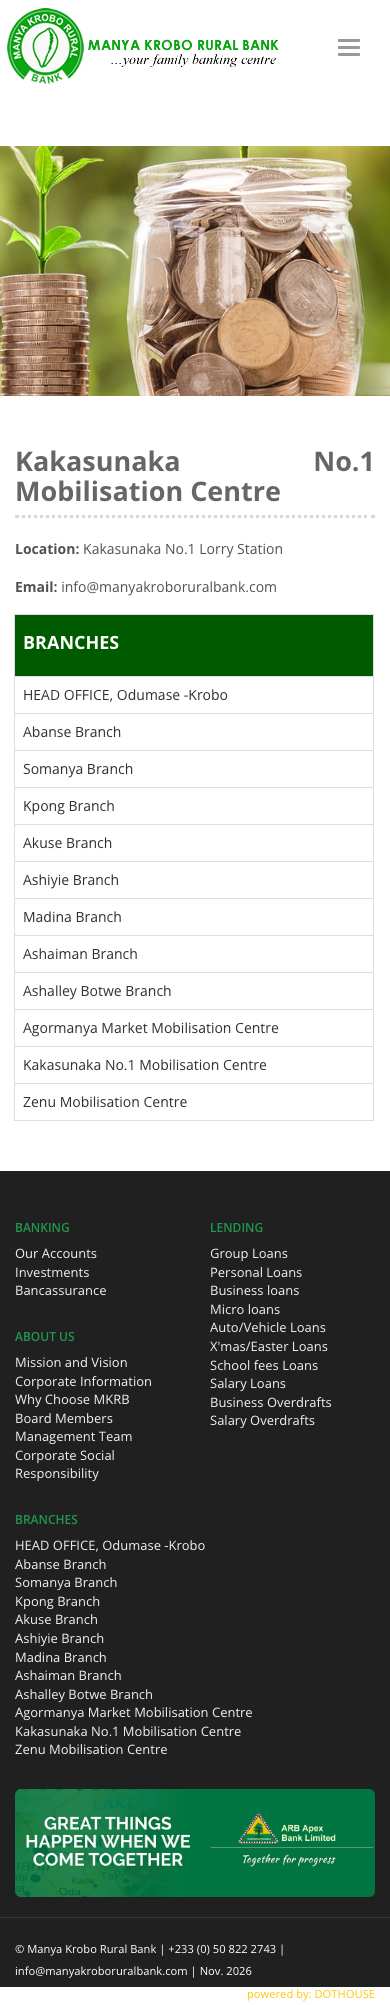 MANYA KROBO RURAL
BANK
MANYA KROBO RURAL BANK
...your family banking centre
Kakasunaka No.1
Mobilisation Centre
Location: Kakasunaka No.1 Lorry Station
Email: info@manyakroboruralbank.com
BRANCHES
HEAD OFFICE, Odumase -Krobo
Abanse Branch
Somanya Branch
Kpong Branch
Akuse Branch
Ashiyie Branch
Madina Branch
Ashaiman Branch
Ashalley Botwe Branch
Agormanya Market Mobilisation Centre
Kakasunaka No.1 Mobilisation Centre
Zenu Mobilisation Centre
BANKING
Our Accounts
Investments
Bancassurance
ABOUT US
Mission and Vision
Corporate Information
Why Choose MKRB
Board Members
Management Team
Corporate Social
Responsibility
LENDING
Group Loans
Personal Loans
Business loans
Micro loans
Auto/Vehicle Loans
X'mas/Easter Loans
School fees Loans
Salary Loans
Business Overdrafts
Salary Overdrafts
BRANCHES
HEAD OFFICE, Odumase -Krobo
Abanse Branch
Somanya Branch
Kpong Branch
Akuse Branch
Ashiyie Branch
Madina Branch
Ashaiman Branch
Ashalley Botwe Branch
Agormanya Market Mobilisation Centre
Kakasunaka No.1 Mobilisation Centre
Zenu Mobilisation Centre
GREAT THINGS
HAPPEN WHEN WE
COME TOGETHER
ARB Apex
Bank Limited
Together for progress
© Manya Krobo Rural Bank | +233 (0) 50 822 2743 |
info@manyakroboruralbank.com | Nov. 2026
powered by: DOTHOUSE